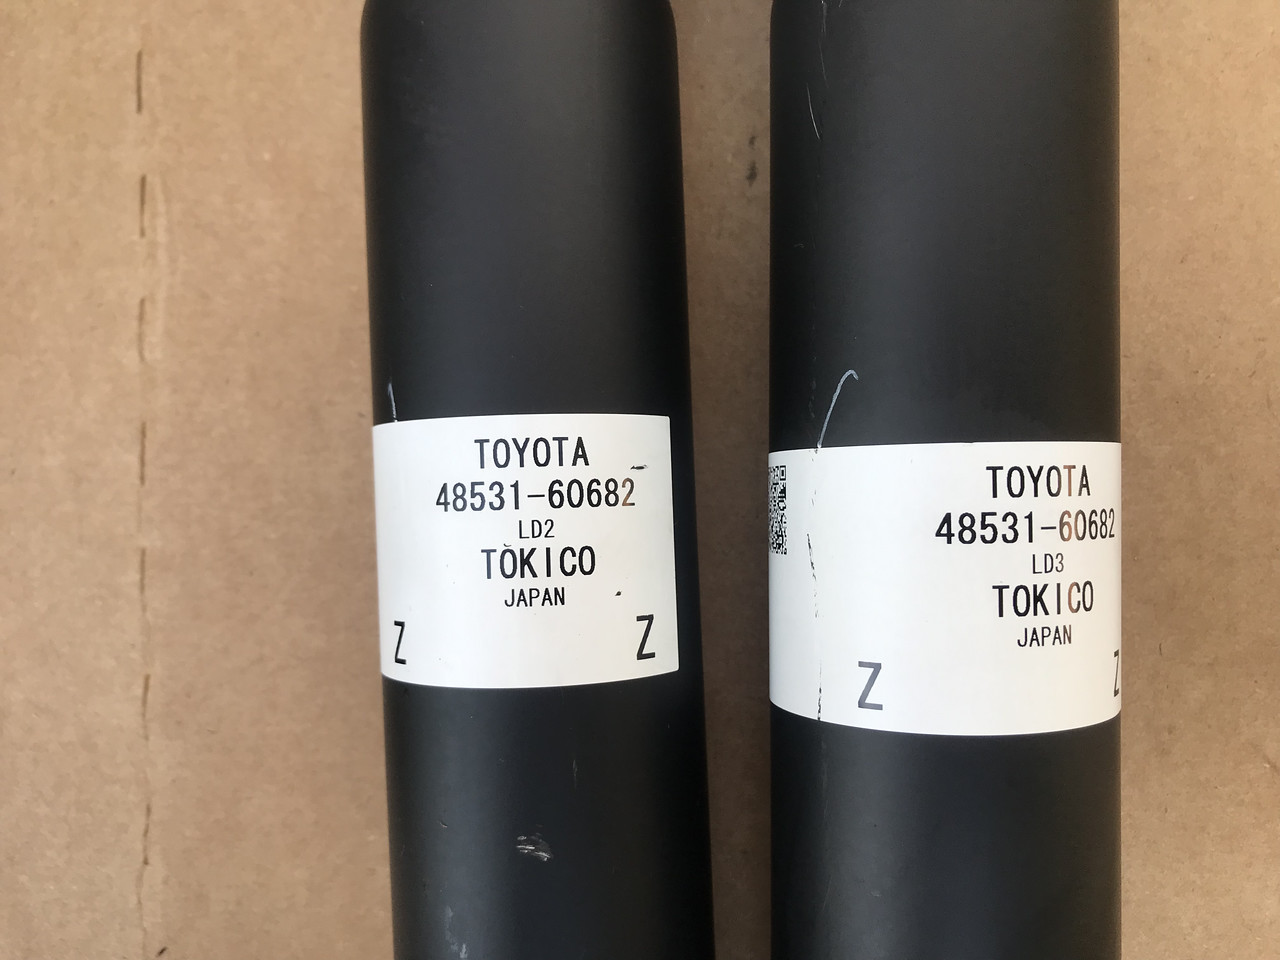 TOYOTA
48531-60682
LD2
TOKICO
JAPAN
Z Z
TOYOTA
48531-60682
LD3
TOKICO
JAPAN
Z Z